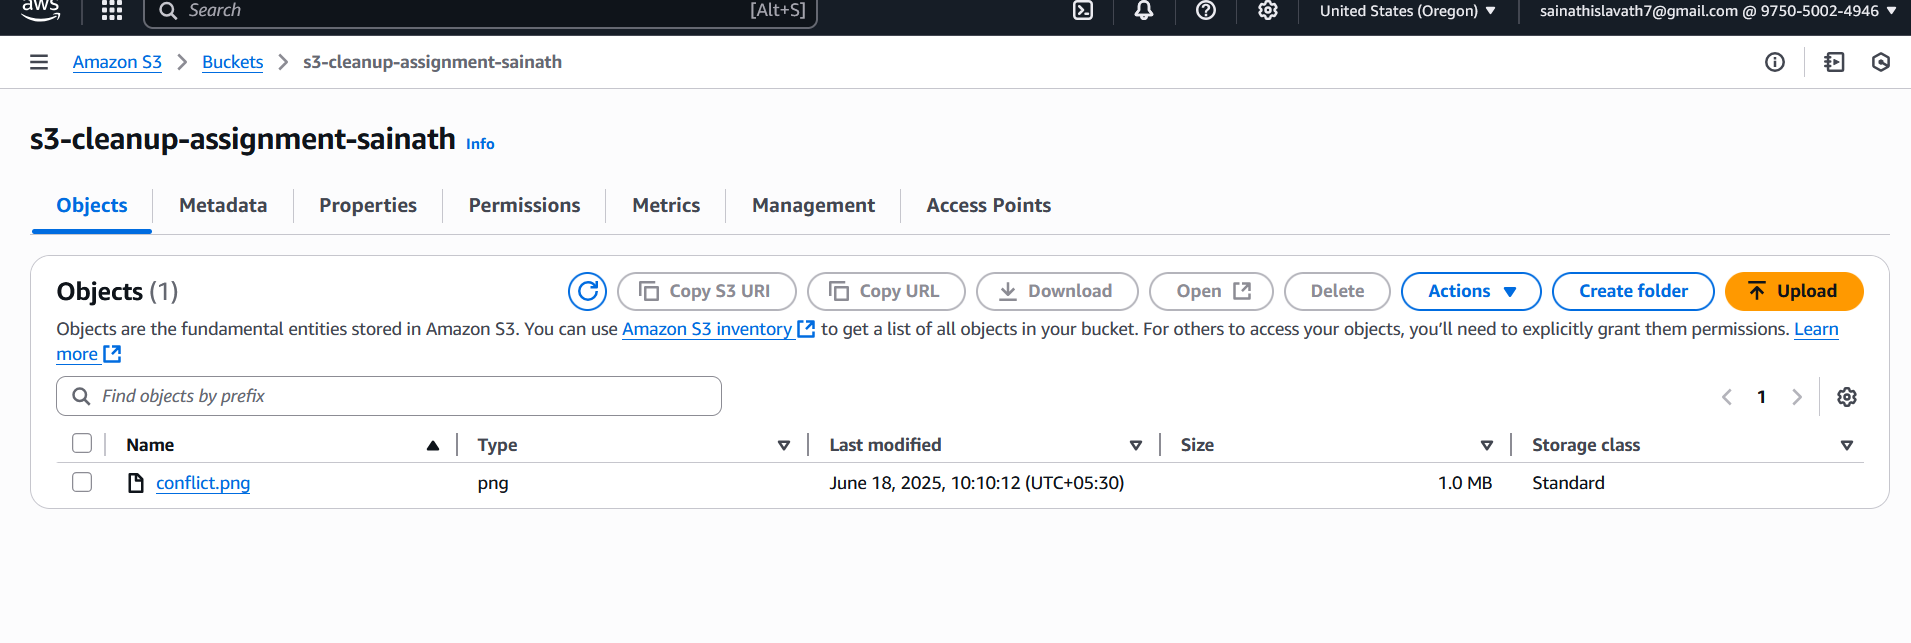 aws
Search [Alt+S] United States (Oregon) sainathislavath7@gmail.com @ 9750-5002-4946
Amazon S3 Buckets s3-cleanup-assignment-sainath
s3-cleanup-assignment-sainath Info
Objects Metadata Properties Permissions Metrics Management Access Points
Objects (1) Copy S3 URI Copy URL Download Open Delete Actions Create folder Upload
Objects are the fundamental entities stored in Amazon S3. You can use Amazon S3 inventory to get a list of all objects in your bucket. For others to access your objects, you’ll need to explicitly grant them permissions. Learn
more
Find objects by prefix 1
Name Type Last modified Size Storage class
conflict.png png June 18, 2025, 10:10:12 (UTC+05:30) 1.0 MB Standard